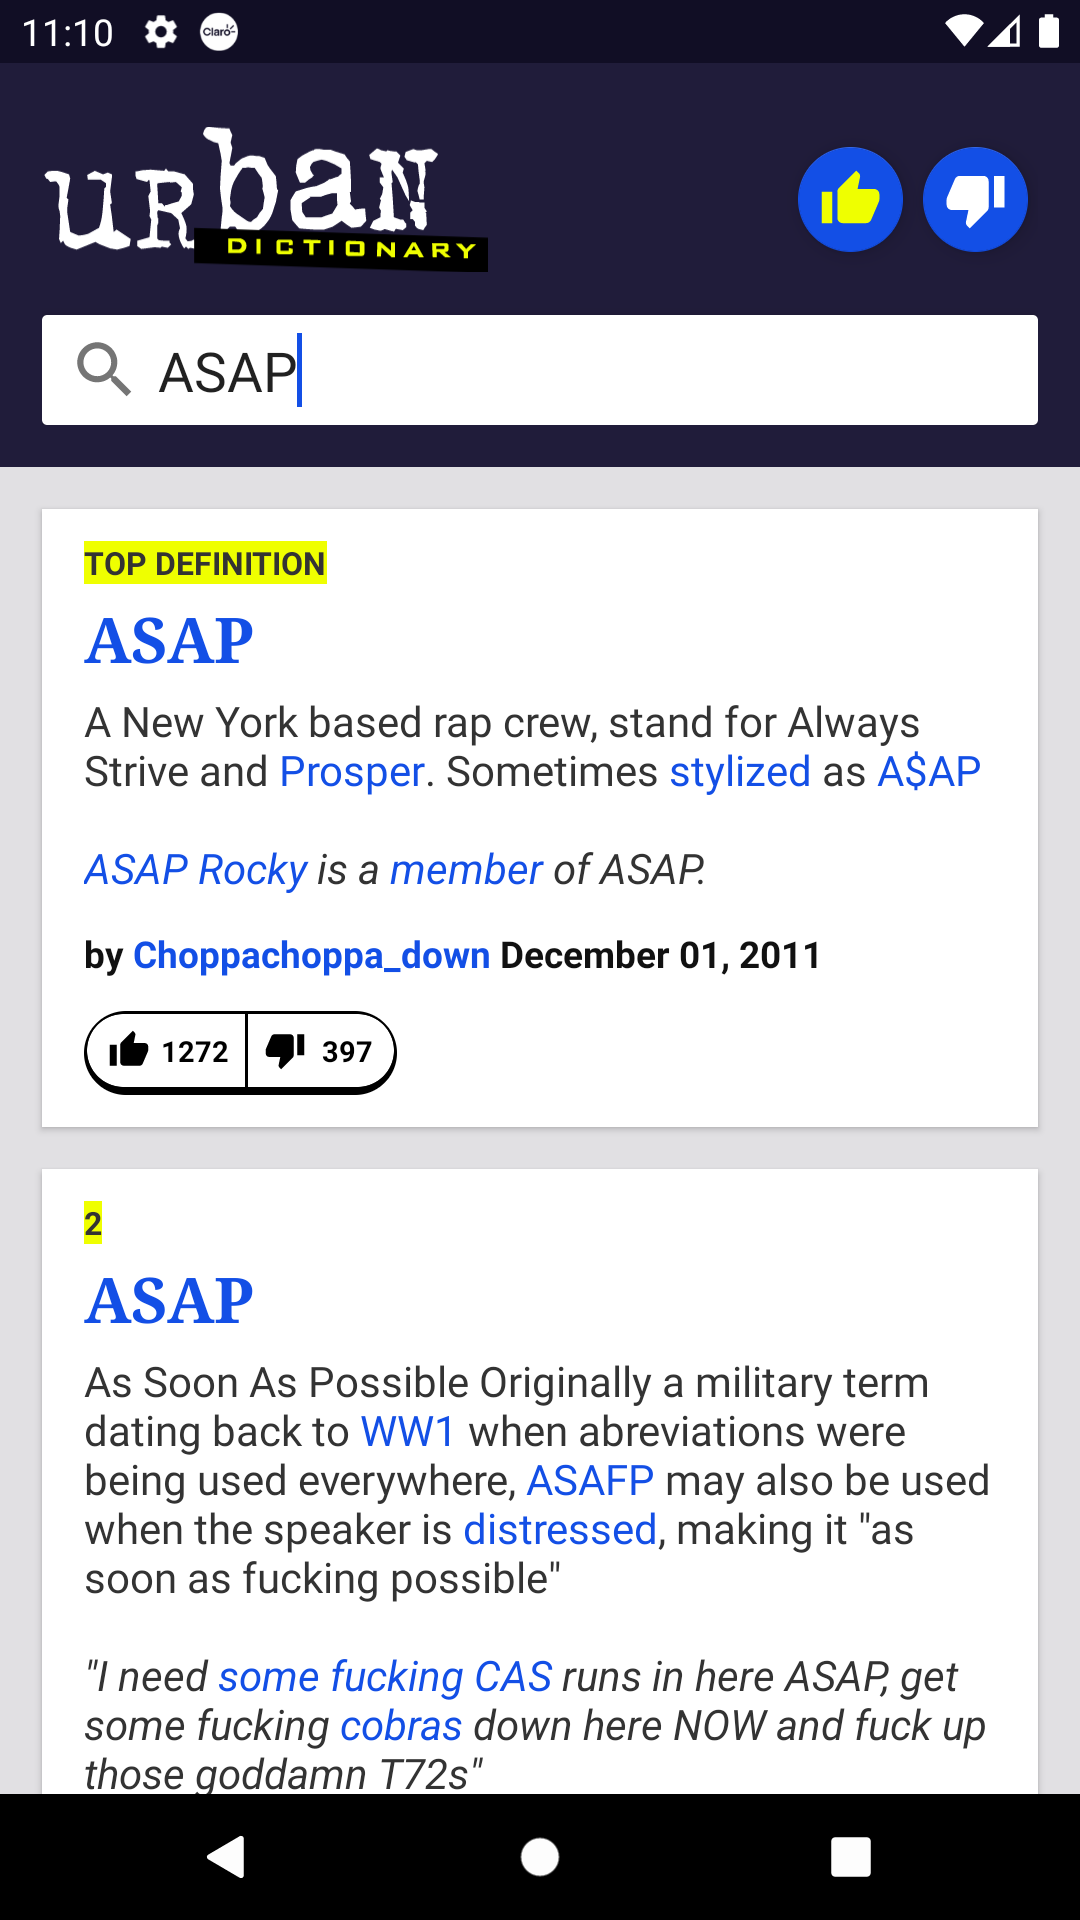 11:10
Claro
urban
DICTIONARY
ASAP
TOP DEFINITION
ASAP
A New York based rap crew, stand for Always
Strive and Prosper. Sometimes stylized as A$AP
ASAP Rocky is a member of ASAP.
by Choppachoppa_down December 01, 2011
1272 397
2
ASAP
As Soon As Possible Originally a military term
dating back to WW1 when abreviations were
being used everywhere, ASAFP may also be used
when the speaker is distressed, making it "as
soon as fucking possible"
"I need some fucking CAS runs in here ASAP, get
some fucking cobras down here NOW and fuck up
those goddamn T72s"